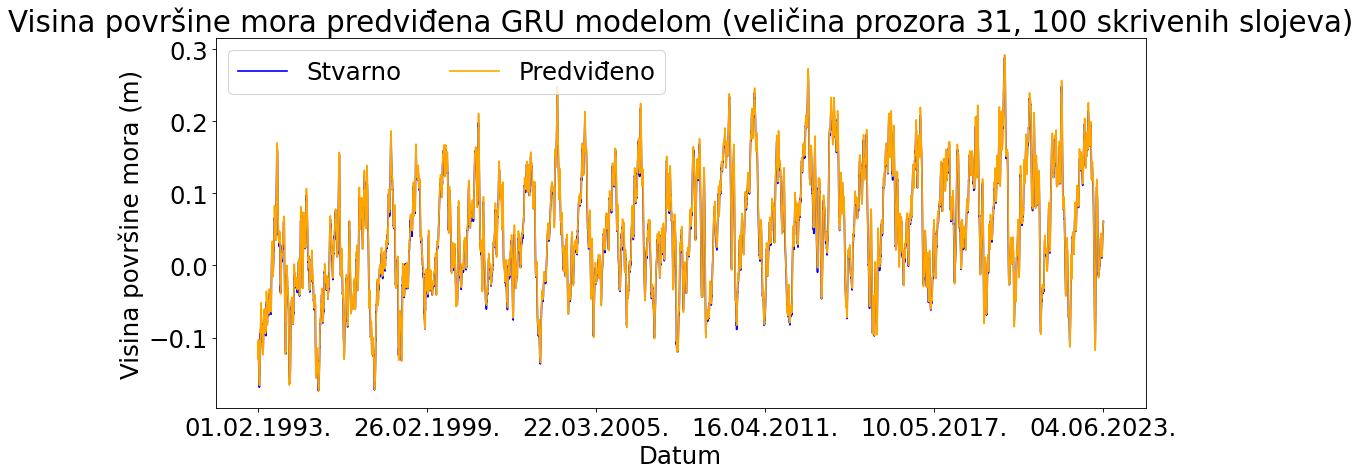 Visina površine mora predviđena GRU modelom (veličina prozora 31, 100 skrivenih slojeva)
Stvarno
Predviđeno
Visina površine mora (m)
0.3
0.2
0.1
0.0
−0.1
01.02.1993. 26.02.1999. 22.03.2005. 16.04.2011. 10.05.2017. 04.06.2023.
Datum